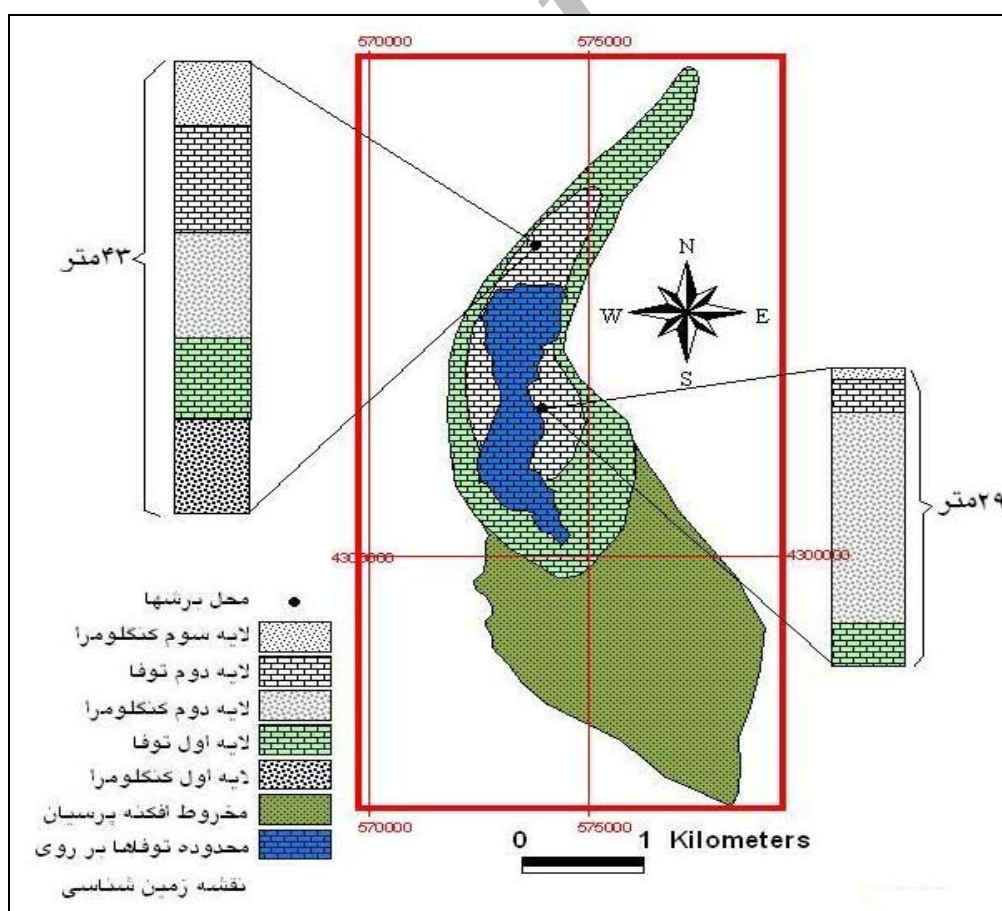 570000 575000
۴۳متر
N
W E
S
۲۹متر
4300000 4300000
محل برشها
لایه سوم کنگلومرا
لایه دوم توفا
لایه دوم کنگلومرا
لایه اول توفا
لایه اول کنگلومرا
مخروط افکنه پرسیان
محدوده توفاها بر روی
نقشه زمین شناسی
570000 575000
0 1 Kilometers